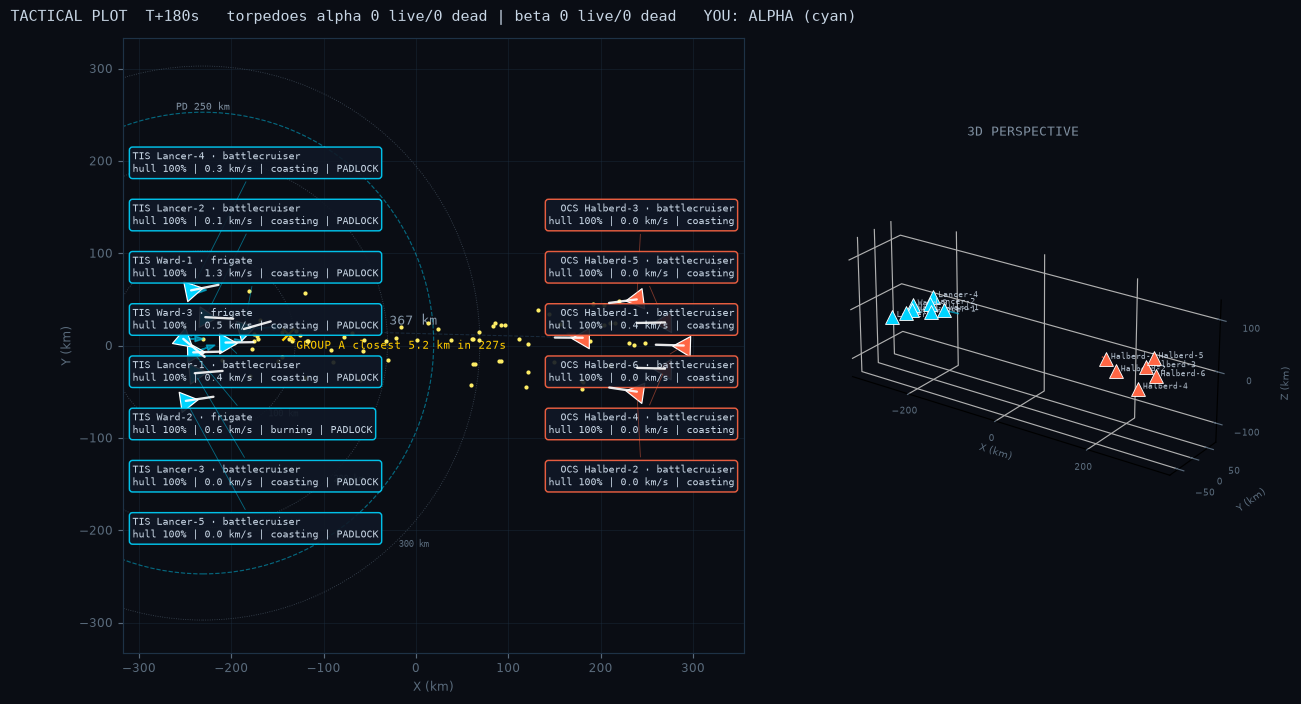 TACTICAL PLOT  T+180s   torpedoes alpha 0 live/0 dead | beta 0 live/0 dead   YOU: ALPHA (cyan)
PD 250 km
TIS Lancer-4 · battlecruiser
hull 100% | 0.3 km/s | coasting | PADLOCK
TIS Lancer-2 · battlecruiser
hull 100% | 0.1 km/s | coasting | PADLOCK
TIS Ward-1 · frigate
hull 100% | 1.3 km/s | coasting | PADLOCK
TIS Ward-3 · frigate
hull 100% | 0.5 km/s | coasting | PADLOCK
TIS Lancer-1 · battlecruiser
hull 100% | 0.4 km/s | coasting | PADLOCK
TIS Ward-2 · frigate
hull 100% | 0.6 km/s | burning | PADLOCK
TIS Lancer-3 · battlecruiser
hull 100% | 0.0 km/s | coasting | PADLOCK
TIS Lancer-5 · battlecruiser
hull 100% | 0.0 km/s | coasting | PADLOCK
367 km
GROUP A closest 5.2 km in 227s
300 km
OCS Halberd-3 · battlecruiser
hull 100% | 0.0 km/s | coasting
OCS Halberd-5 · battlecruiser
hull 100% | 0.0 km/s | coasting
OCS Halberd-1 · battlecruiser
hull 100% | 0.4 km/s | coasting
OCS Halberd-6 · battlecruiser
hull 100% | 0.0 km/s | coasting
OCS Halberd-4 · battlecruiser
hull 100% | 0.0 km/s | coasting
OCS Halberd-2 · battlecruiser
hull 100% | 0.0 km/s | coasting
300
200
100
0
−100
−200
−300
Y (km)
−300
−200
−100
0
100
200
300
X (km)
3D PERSPECTIVE
Lancer-4
Halberd-5
Halberd-6
Halberd-4
−200
0
200
X (km)
−50
0
50
Y (km)
100
0
−100
Z (km)